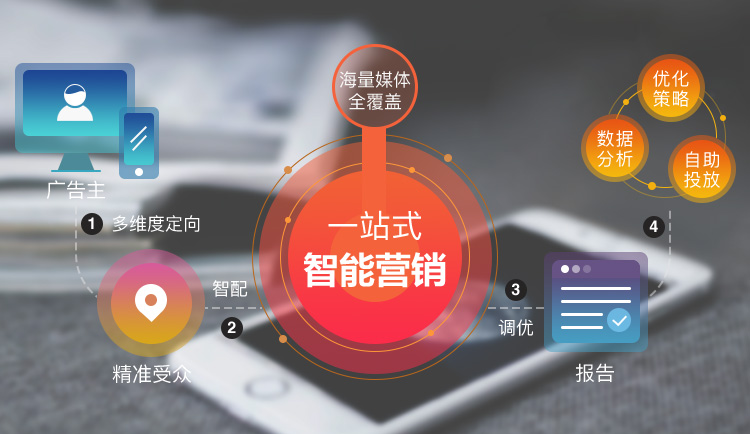 海量媒体
全覆盖
优化
策略
数据
分析
自助
投放
广告主
1 多维度定向
一站式
智能营销
4
智配
2
3
调优
精准受众
报告